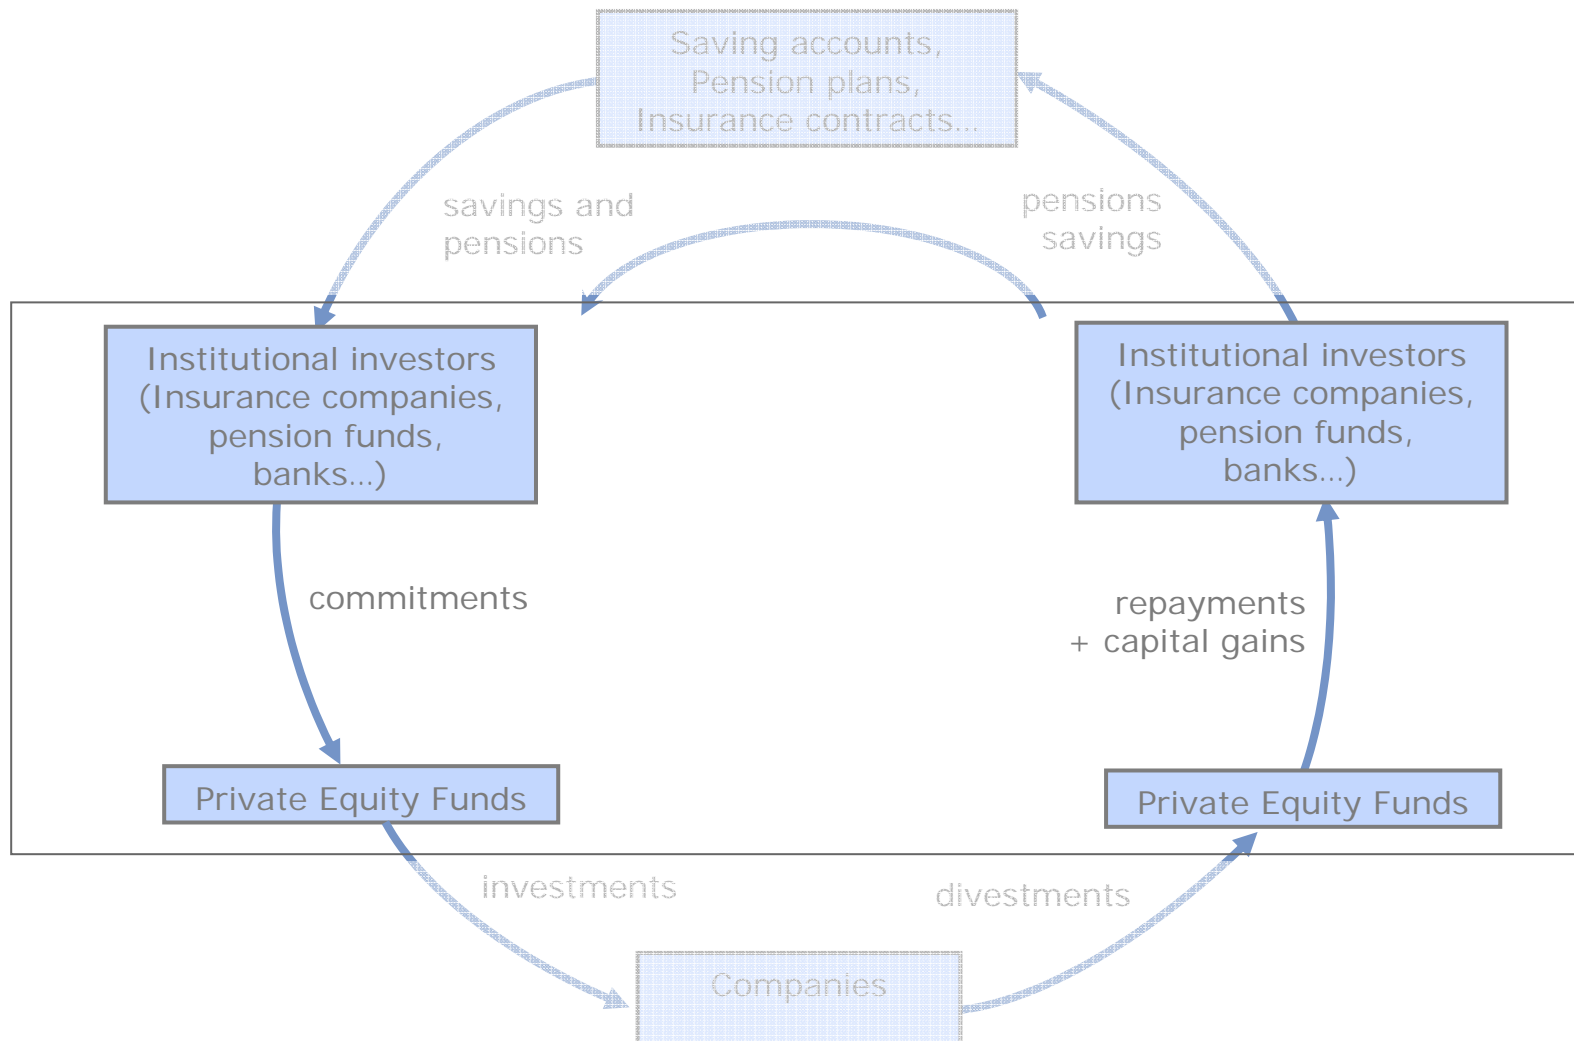 Saving accounts,
Pension plans,
Insurance contracts...
savings and
pensions
pensions
savings
Institutional investors
(Insurance companies,
pension funds,
banks...)
Institutional investors
(Insurance companies,
pension funds,
banks...)
commitments
repayments
+ capital gains
Private Equity Funds
Private Equity Funds
investments
divestments
Companies